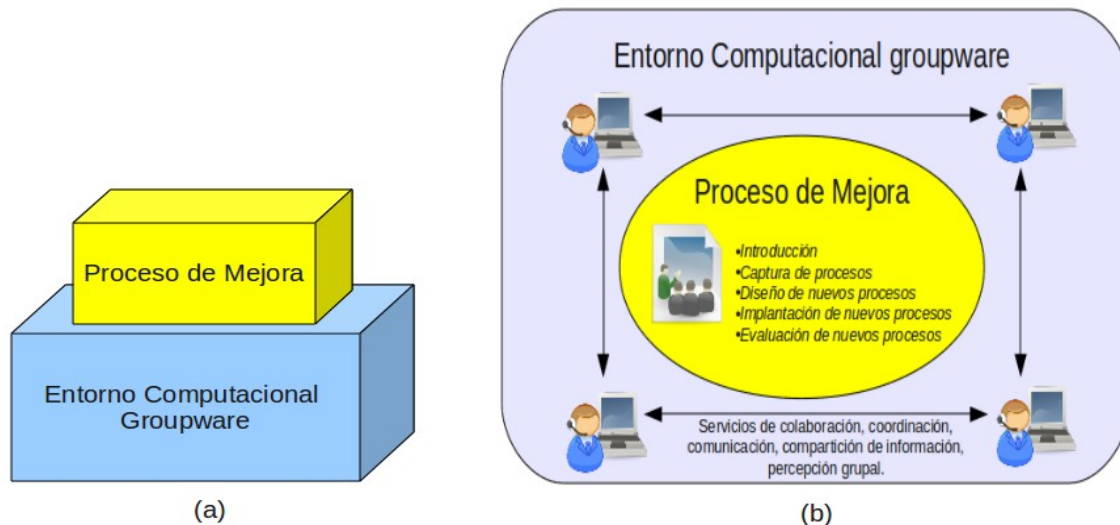 Proceso de Mejora
Entorno Computacional
Groupware
(a)
Entorno Computacional groupware
Proceso de Mejora
•Introducción
•Captura de procesos
•Diseño de nuevos procesos
•Implantación de nuevos procesos
•Evaluación de nuevos procesos
Servicios de colaboración, coordinación,
comunicación, compartición de información,
percepción grupal.
(b)